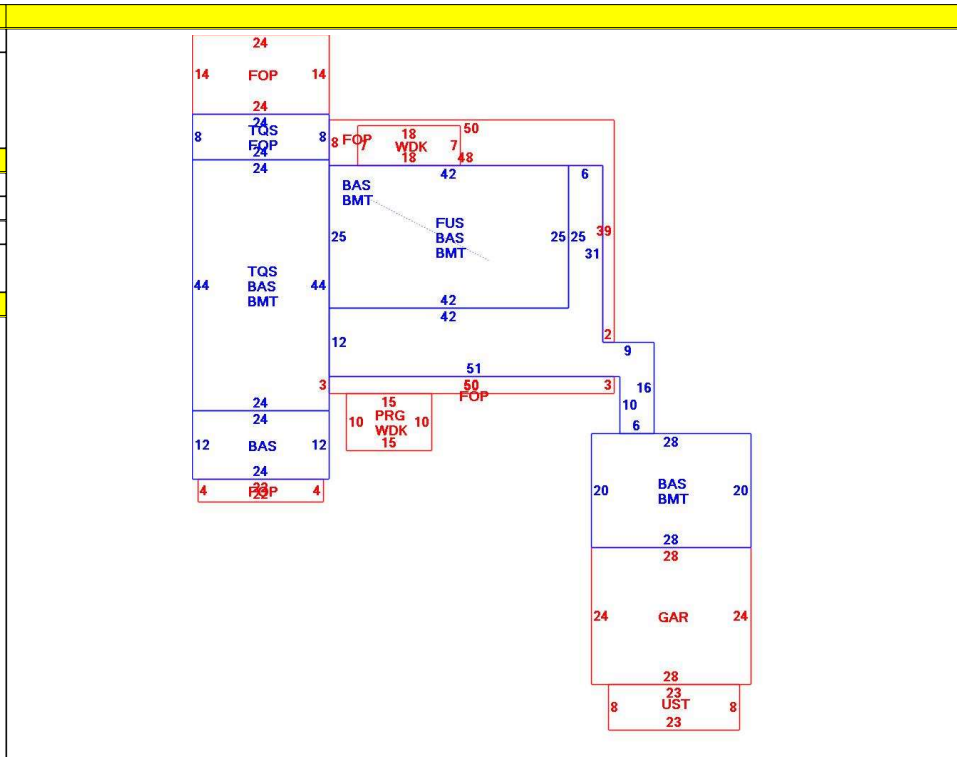 24
14 FOP 14
24
24
8 TQS 8
FOP
24
24
50
8 FOP 18 7
7 WDK
18 48
42 6
BAS
BMT
25 FUS 25 25 39
BAS 31
BMT
TQS
44 BAS 44
BMT
42
42
12 2
9
51
3 50 3
FOP
16
10
15
10 PRG 10
WDK
15
6
24
24
12 BAS 12
24
4 FOP 4
22
28
20 BAS 20
BMT
28
28
24 GAR 24
28
23
8 UST 8
23